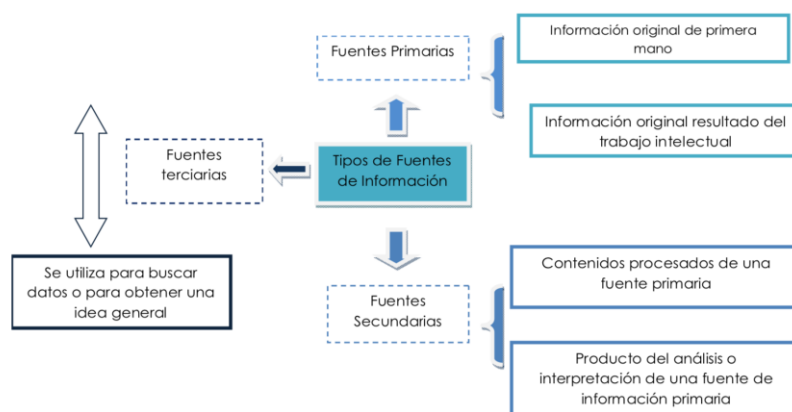 Fuentes Primarias
Información original de primera
mano
Información original resultado del
trabajo intelectual
Tipos de Fuentes
de Información
Fuentes
terciarias
Se utiliza para buscar
datos o para obtener una
idea general
Fuentes
Secundarias
Contenidos procesados de una
fuente primaria
Producto del análisis o
interpretación de una fuente de
información primaria